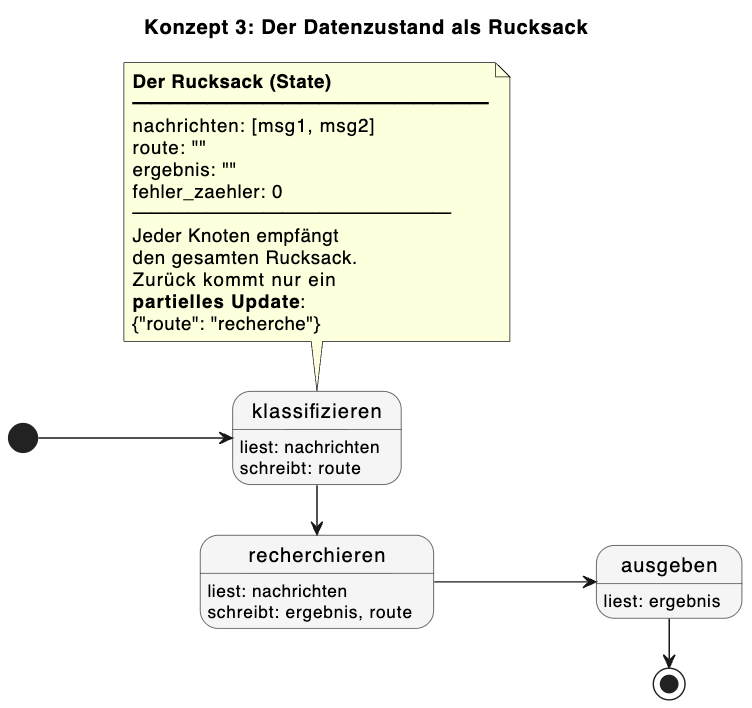 Konzept 3: Der Datenzustand als Rucksack
Der Rucksack (State)
nachrichten: [msg1, msg2]
route: ""
ergebnis: ""
fehler_zaehler: 0
Jeder Knoten empfängt
den gesamten Rucksack.
Zurück kommt nur ein
partielles Update:
{"route": "recherche"}
klassifizieren
liest: nachrichten
schreibt: route
recherchieren
liest: nachrichten
schreibt: ergebnis, route
ausgeben
liest: ergebnis